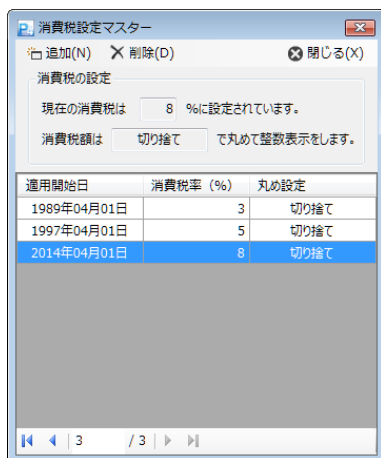 消費税設定マスター
追加(N) 削除(D) 閉じる(X)
消費税の設定
現在の消費税は 8 %に設定されています。
消費税額は 切り捨て で丸めて整数表示をします。
適用開始日 消費税率 (%) 丸め設定
1989年04月01日 3 切り捨て
1997年04月01日 5 切り捨て
2014年04月01日 8 切り捨て
3 / 3